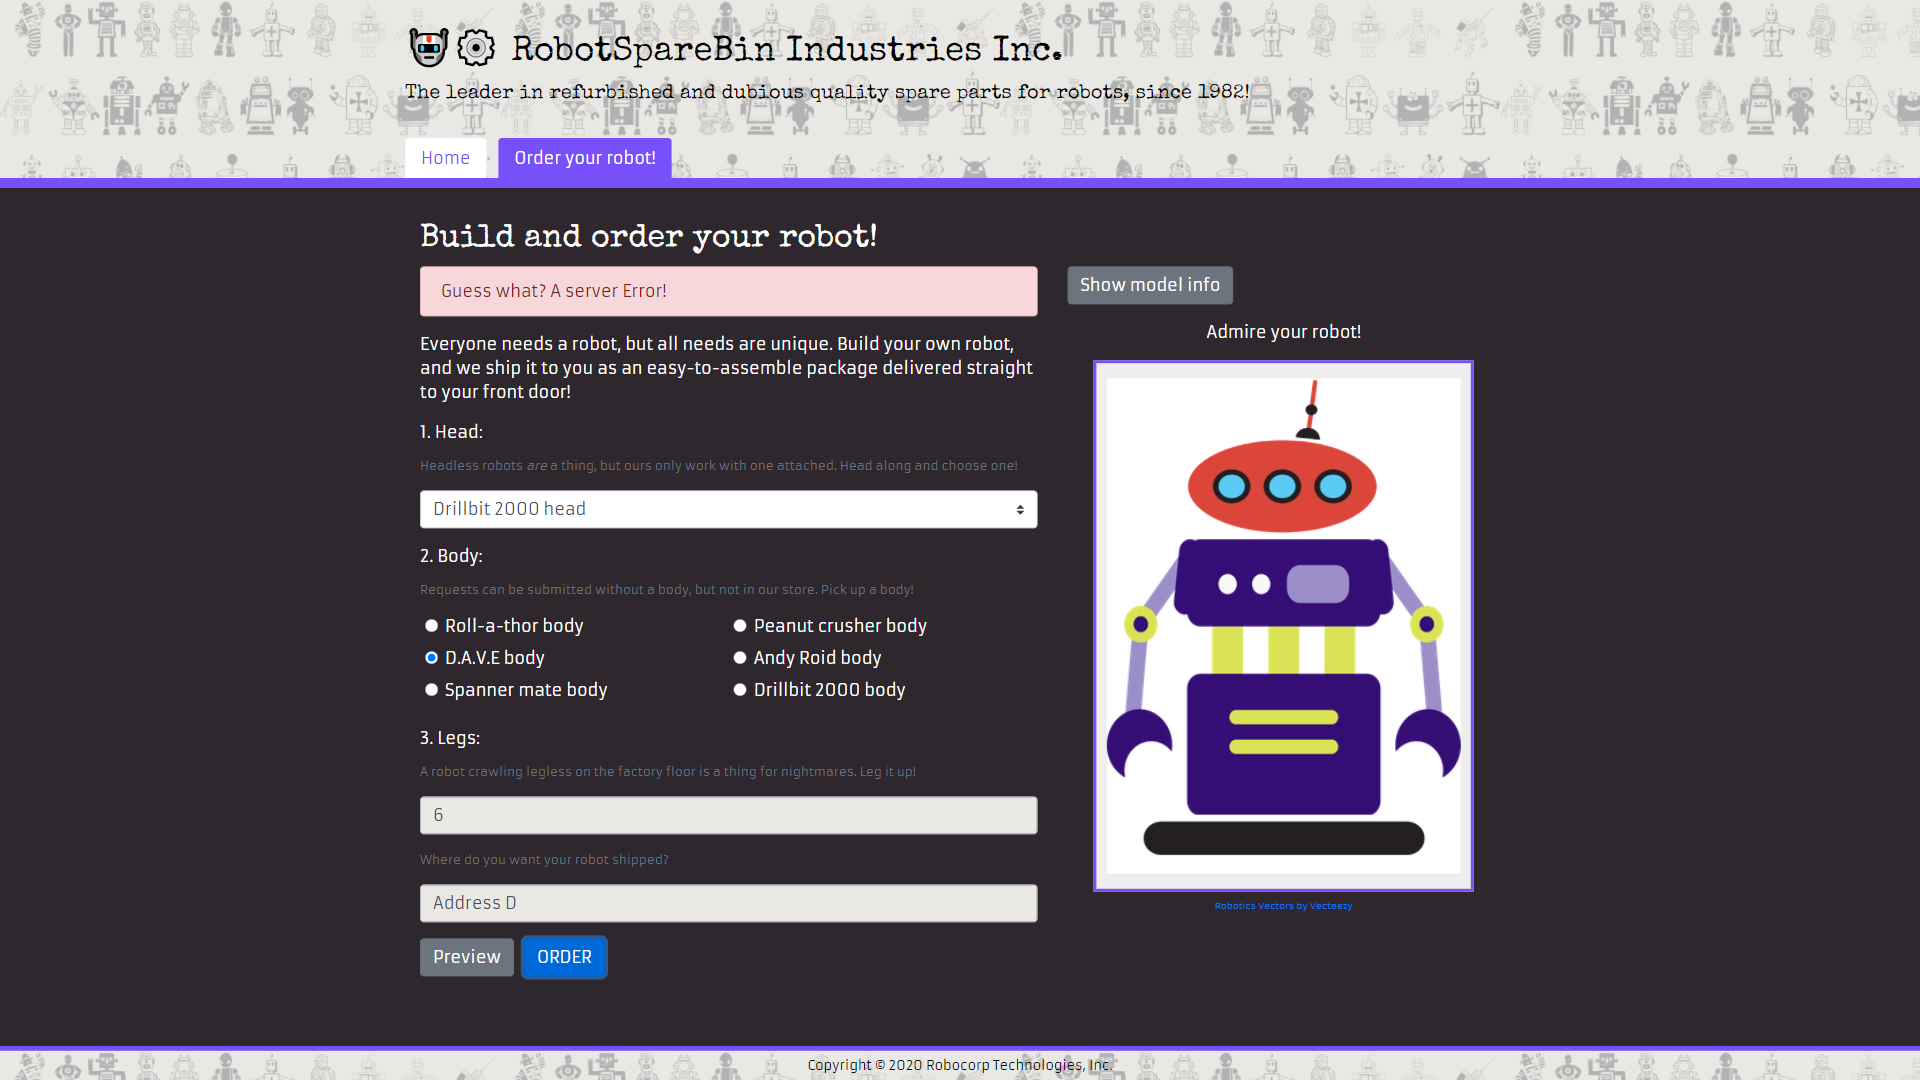 RobotSpareBin Industries Inc.
The leader in refurbished and dubious quality spare parts for robots, since 1982!
Home
Order your robot!
Build and order your robot!
Guess what? A server Error!
Everyone needs a robot, but all needs are unique. Build your own robot,
and we ship it to you as an easy-to-assemble package delivered straight
to your front door!
1. Head:
Headless robots are a thing, but ours only work with one attached. Head along and choose one!
Drillbit 2000 head
2. Body:
Requests can be submitted without a body, but not in our store. Pick up a body!
Roll-a-thor body
Peanut crusher body
D.A.V.E body
Andy Roid body
Spanner mate body
Drillbit 2000 body
3. Legs:
A robot crawling legless on the factory floor is a thing for nightmares. Leg it up!
6
Where do you want your robot shipped?
Address D
Preview
ORDER
Show model info
Admire your robot!
Robotics Vectors by Vecteezy
Copyright © 2020 Robocorp Technologies, Inc.